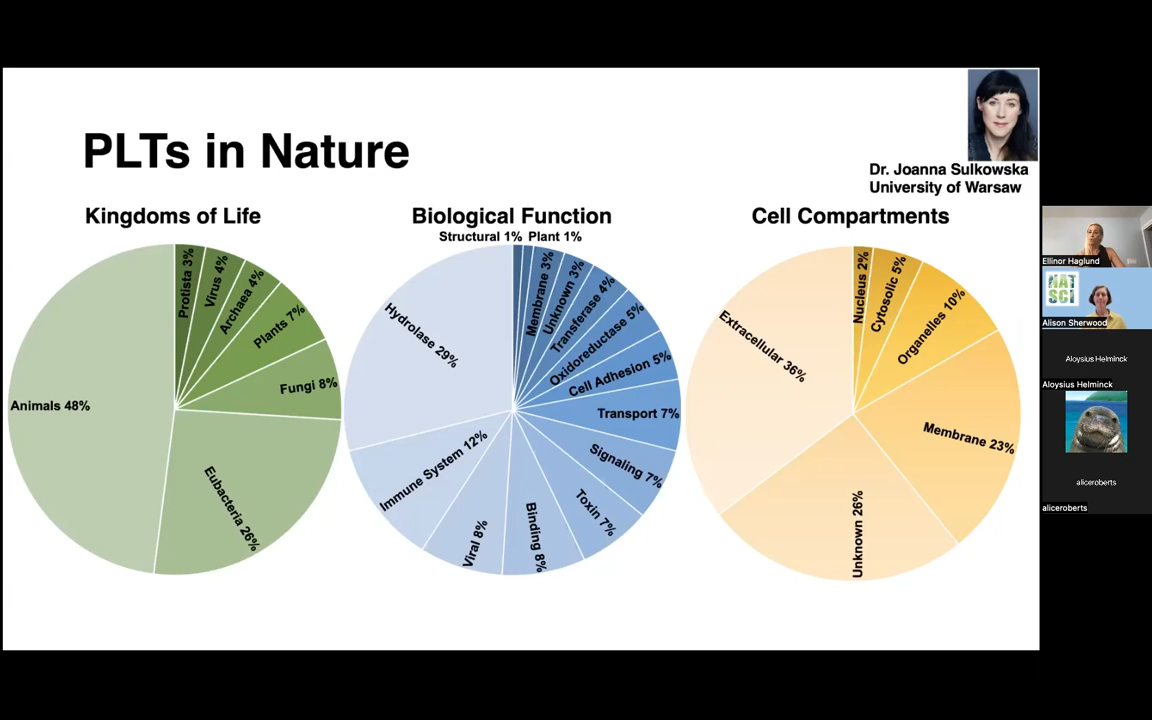 PLTs in Nature
Dr. Joanna Sulkowska
University of Warsaw
Kingdoms of Life
Protista 3%
Virus 4%
Archaea 4%
Plants 7%
Fungi 8%
Eubacteria 26%
Animals 48%
Biological Function
Structural 1% Plant 1%
Membrane 3%
Unknown 3%
Transferase 4%
Oxidoreductase 5%
Cell Adhesion 5%
Transport 7%
Signaling 7%
Toxin 7%
Binding 8%
Viral 8%
Immune System 12%
Hydrolase 29%
Cell Compartments
Nucleus 2%
Cytosolic 5%
Organelles 10%
Membrane 23%
Unknown 26%
Extracellular 36%
Ellinor Haglund
NAT
SCI
Alison Sherwood
Aloysius Helminck
Aloysius Helminck
aliceroberts
aliceroberts